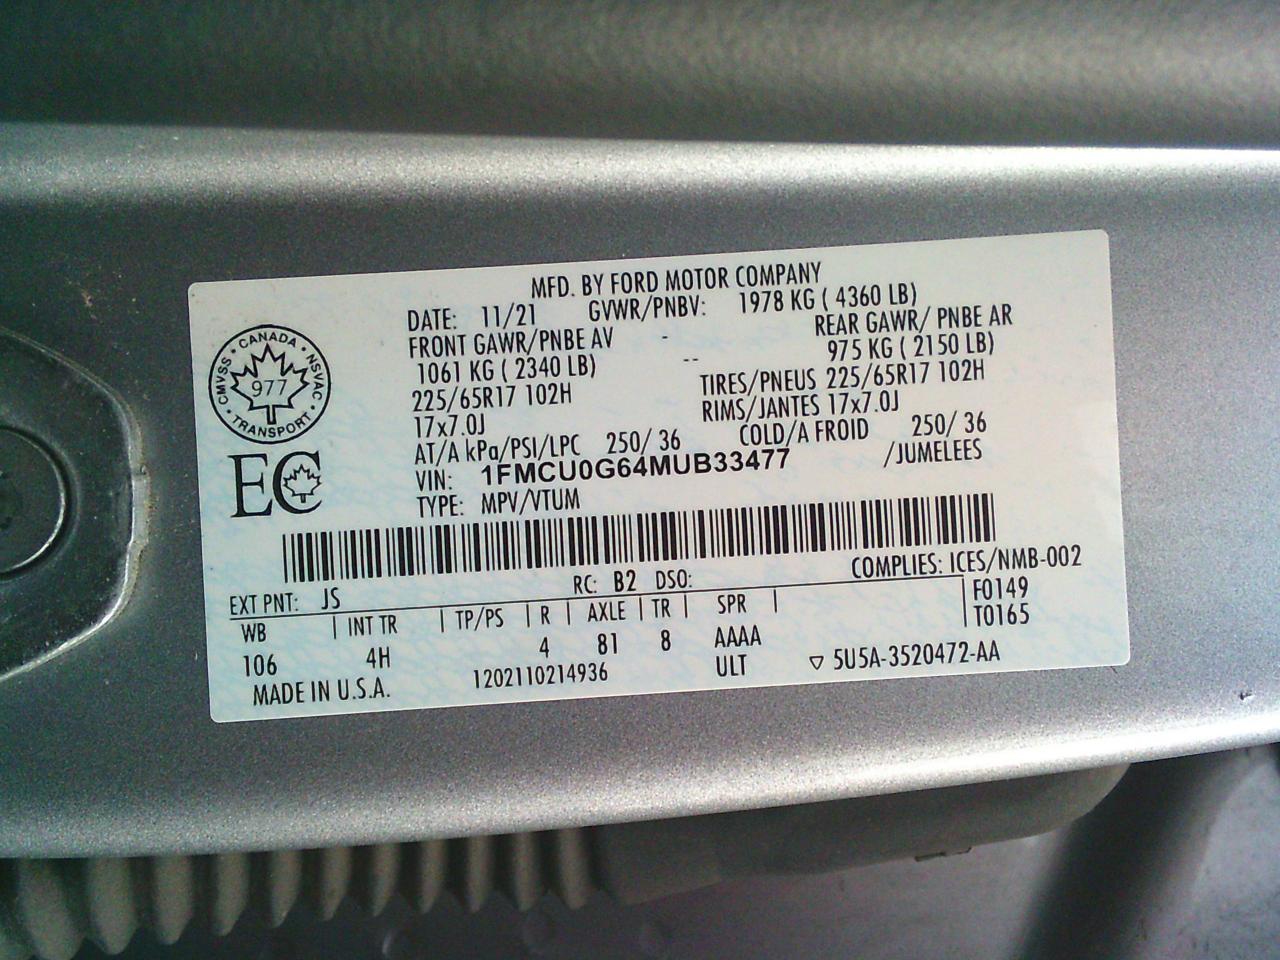 MFD. BY FORD MOTOR COMPANY
DATE: 11/21 GVWR/PNBV: 1978 KG ( 4360 LB)
FRONT GAWR/PNBE AV REAR GAWR/ PNBE AR
1061 KG ( 2340 LB) 975 KG ( 2150 LB)
225/65R17 102H TIRES/PNEUS 225/65R17 102H
17x7.0J RIMS/JANTES 17x7.0J
AT/A kPa/PSI/LPC 250/ 36 COLD/A FROID 250/ 36
VIN: 1FMCU0G64MUB33477 /JUMELEES
TYPE: MPV/VTUM
CMVSS • CANADA • NSVAC • TRANSPORT •
977
EC
COMPLIES: ICES/NMB-002
EXT PNT: JS RC: B2 DSO: F0149
WB INT TR TP/PS R AXLE TR SPR T0165
106 4H 4 81 8 AAAA
MADE IN U.S.A. 1202110214936 ULT ▽ 5U5A-3520472-AA